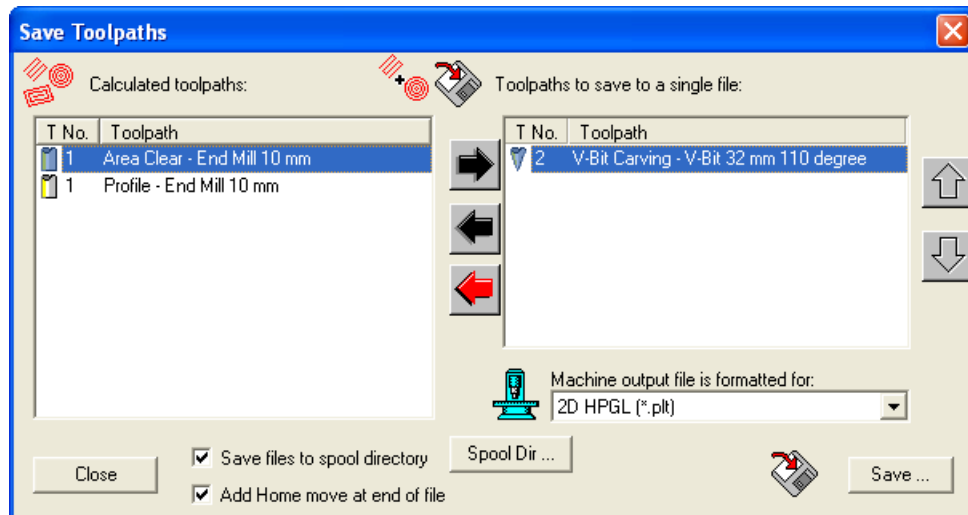 Save Toolpaths
Calculated toolpaths:
Toolpaths to save to a single file:
T No. Toolpath
1 Area Clear - End Mill 10 mm
1 Profile - End Mill 10 mm
T No. Toolpath
2 V-Bit Carving - V-Bit 32 mm 110 degree
Machine output file is formatted for:
2D HPGL (*.plt)
Close
Save files to spool directory
Add Home move at end of file
Spool Dir ...
Save ...